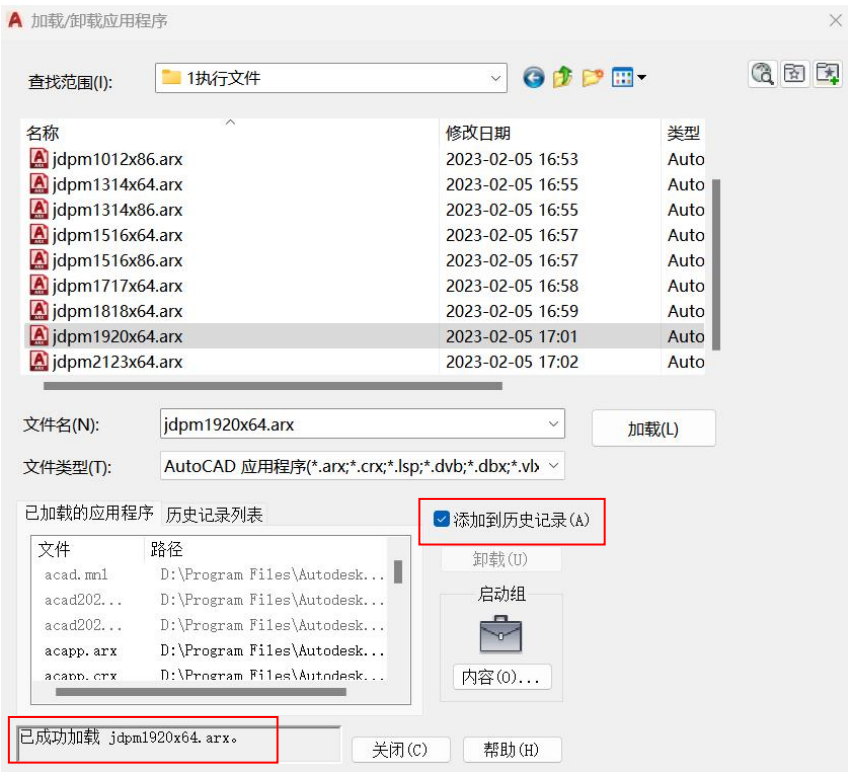 加载/卸载应用程序
查找范围(I):
1执行文件
名称 修改日期 类型
jdpm1012x86.arx 2023-02-05 16:53 Auto
jdpm1314x64.arx 2023-02-05 16:55 Auto
jdpm1314x86.arx 2023-02-05 16:55 Auto
jdpm1516x64.arx 2023-02-05 16:57 Auto
jdpm1516x86.arx 2023-02-05 16:57 Auto
jdpm1717x64.arx 2023-02-05 16:58 Auto
jdpm1818x64.arx 2023-02-05 16:59 Auto
jdpm1920x64.arx 2023-02-05 17:01 Auto
jdpm2123x64.arx 2023-02-05 17:02 Auto
文件名(N): jdpm1920x64.arx 加载(L)
文件类型(T): AutoCAD 应用程序(*.arx;*.crx;*.lsp;*.dvb;*.dbx;*.vlx
已加载的应用程序 历史记录列表
添加到历史记录(A)
文件 路径
卸载(U)
acad.mnl D:\Program Files\Autodesk...
acad202... D:\Program Files\Autodesk...
启动组
acad202... D:\Program Files\Autodesk...
acapp.arx D:\Program Files\Autodesk...
acapp.crx D:\Program Files\Autodesk...
内容(O)...
已成功加载 jdpm1920x64.arx。
关闭(C) 帮助(H)